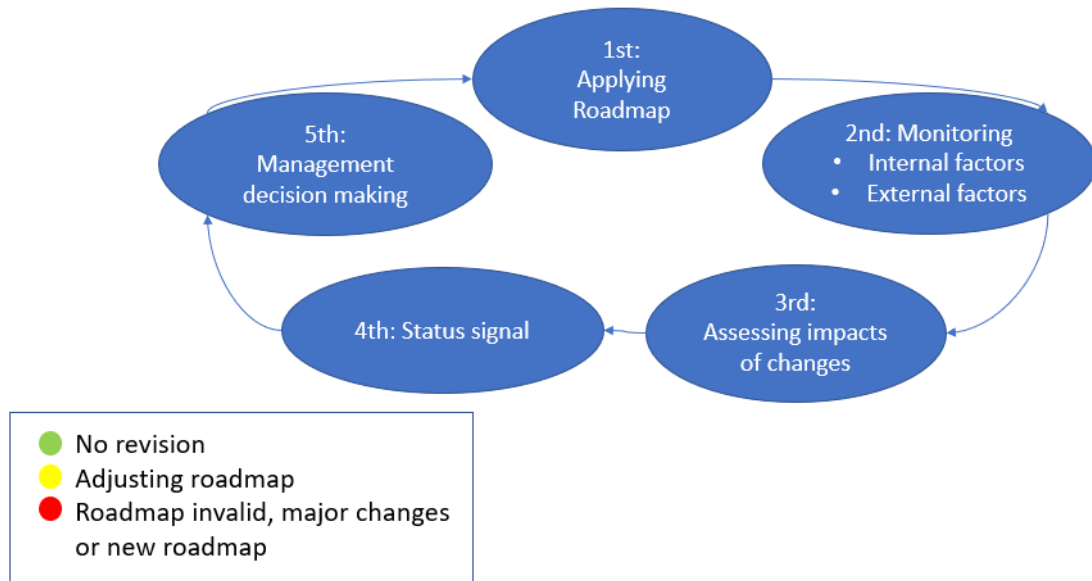 1st:
Applying
Roadmap
2nd: Monitoring
• Internal factors
• External factors
3rd:
Assessing impacts
of changes
4th: Status signal
5th:
Management
decision making
No revision
Adjusting roadmap
Roadmap invalid, major changes
or new roadmap